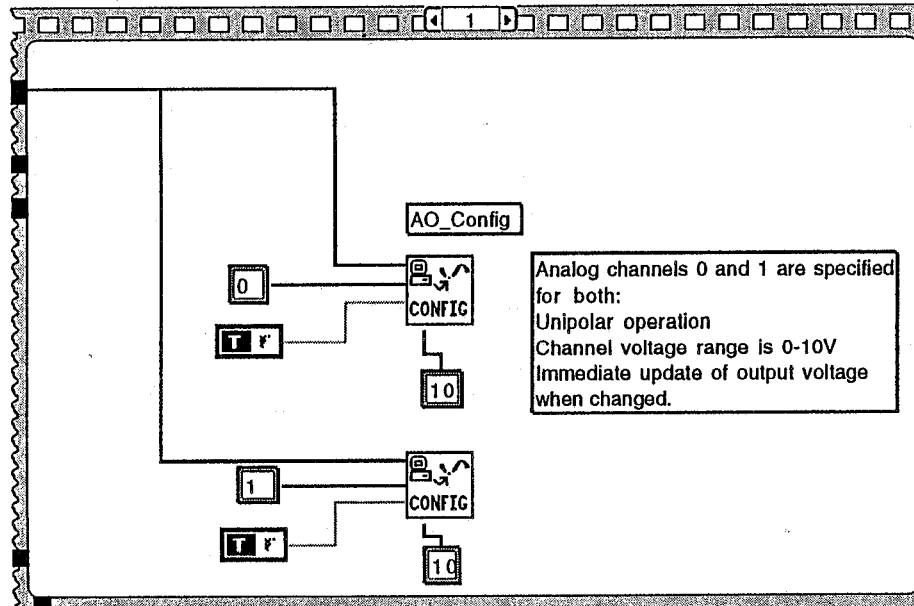 1
AO_Config
0
CONFIG
T F
10
Analog channels 0 and 1 are specified
for both:
Unipolar operation
Channel voltage range is 0-10V
Immediate update of output voltage
when changed.
1
CONFIG
T F
10